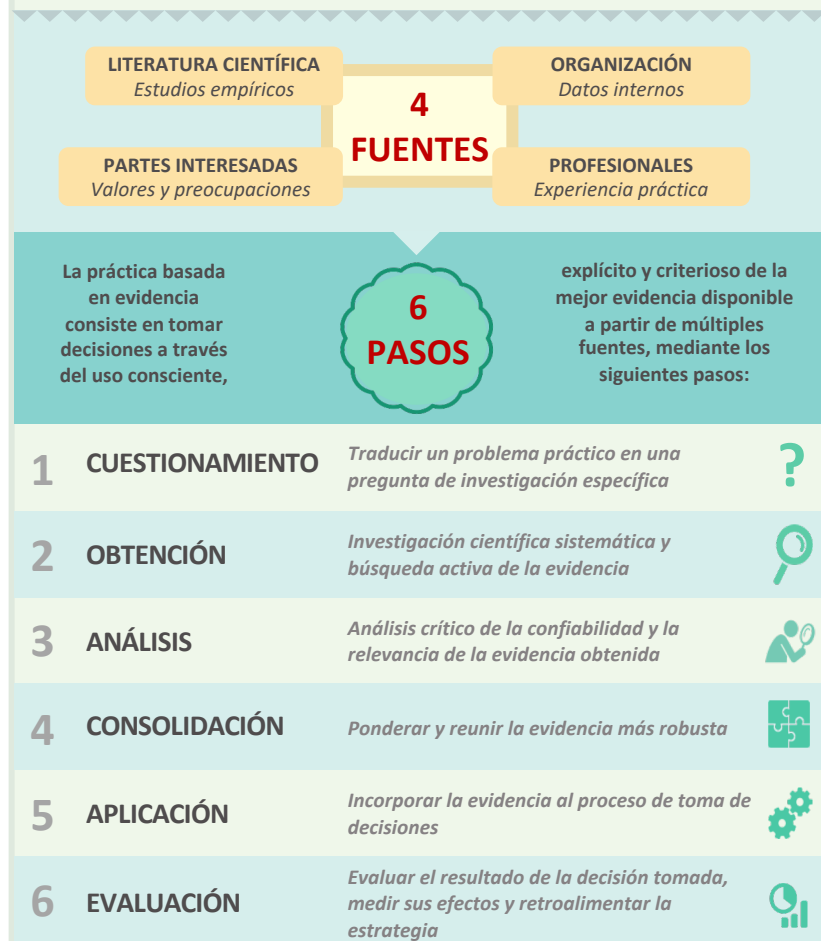 LITERATURA CIENTÍFICA
Estudios empíricos
ORGANIZACIÓN
Datos internos
4
FUENTES
PARTES INTERESADAS
Valores y preocupaciones
PROFESIONALES
Experiencia práctica
La práctica basada
en evidencia
consiste en tomar
decisiones a través
del uso consciente,
6
PASOS
explícito y criterioso de la
mejor evidencia disponible
a partir de múltiples
fuentes, mediante los
siguientes pasos:
1 CUESTIONAMIENTO
Traducir un problema práctico en una
pregunta de investigación específica
?
2 OBTENCIÓN
Investigación científica sistemática y
búsqueda activa de la evidencia
3 ANÁLISIS
Análisis crítico de la confiabilidad y la
relevancia de la evidencia obtenida
4 CONSOLIDACIÓN
Ponderar y reunir la evidencia más robusta
5 APLICACIÓN
Incorporar la evidencia al proceso de toma de
decisiones
6 EVALUACIÓN
Evaluar el resultado de la decisión tomada,
medir sus efectos y retroalimentar la
estrategia